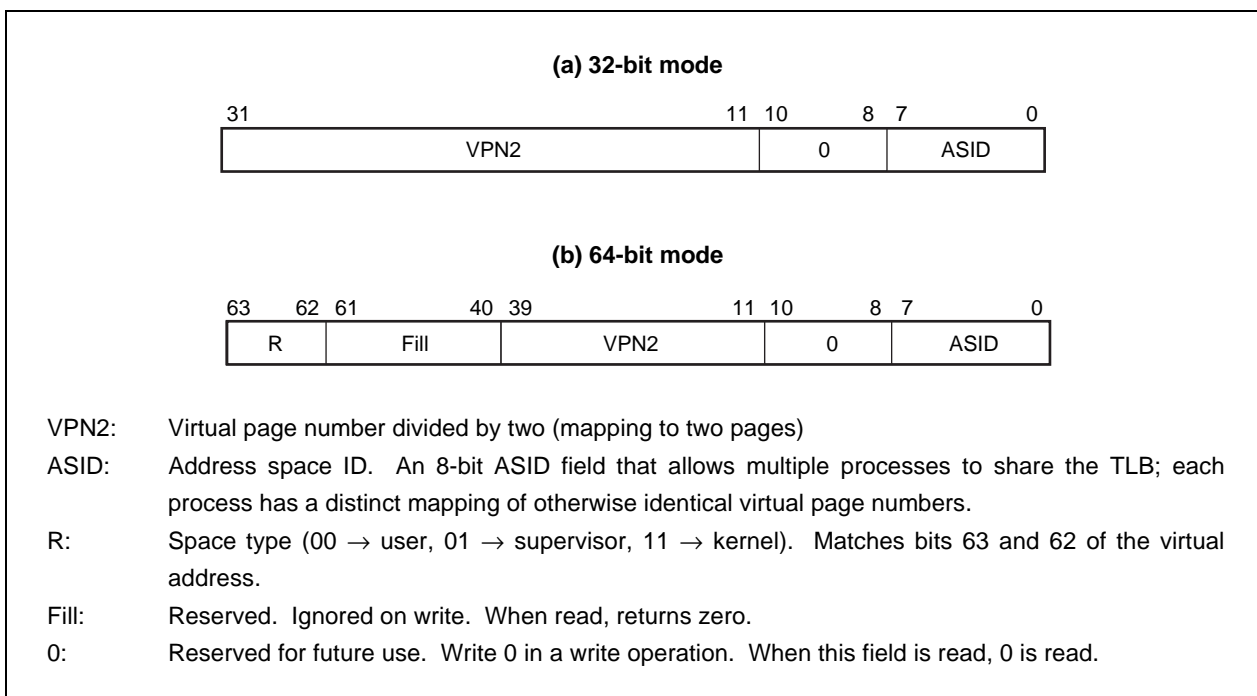 (a) 32-bit mode
31 11 10 8 7 0
VPN2 0 ASID
(b) 64-bit mode
63 62 61 40 39 11 10 8 7 0
R Fill VPN2 0 ASID
VPN2: Virtual page number divided by two (mapping to two pages)
ASID: Address space ID. An 8-bit ASID field that allows multiple processes to share the TLB; each
process has a distinct mapping of otherwise identical virtual page numbers.
R: Space type (00 → user, 01 → supervisor, 11 → kernel). Matches bits 63 and 62 of the virtual
address.
Fill: Reserved. Ignored on write. When read, returns zero.
0: Reserved for future use. Write 0 in a write operation. When this field is read, 0 is read.